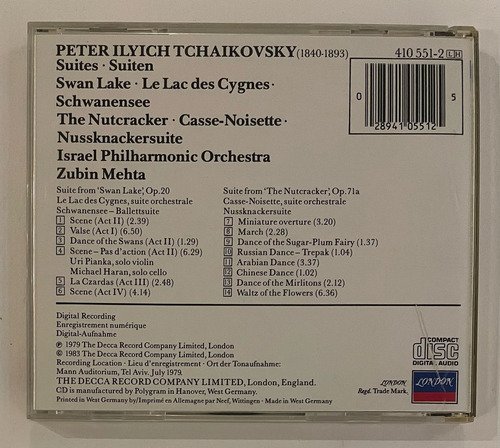 PETER ILYICH TCHAIKOVSKY (1840-1893)
410 551-2 LH
Suites · Suiten
Swan Lake · Le Lac des Cygnes ·
Schwanensee
The Nutcracker · Casse-Noisette ·
Nussknackersuite
Israel Philharmonic Orchestra
Zubin Mehta
0 28941 05512 5
Suite from 'Swan Lake', Op.20
Le Lac des Cygnes, suite orchestrale
Schwanensee – Ballettsuite
1 Scene (Act II) (2.39)
2 Valse (Act I) (6.50)
3 Dance of the Swans (Act II) (1.29)
4 Scene – Pas d'action (Act II) (6.29)
Uri Pianka, solo violin
Michael Haran, solo cello
5 La Czardas (Act III) (2.48)
6 Scene (Act IV) (4.14)
Suite from 'The Nutcracker', Op.71a
Casse-Noisette, suite orchestrale
Nussknackersuite
7 Miniature overture (3.20)
8 March (2.28)
9 Dance of the Sugar-Plum Fairy (1.37)
10 Russian Dance – Trepak (1.04)
11 Arabian Dance (3.37)
12 Chinese Dance (1.02)
13 Dance of the Mirlitons (2.12)
14 Waltz of the Flowers (6.36)
Digital Recording
Enregistrement numérique
Digital-Aufnahme
℗ 1979 The Decca Record Company Limited, London
© 1983 The Decca Record Company Limited, London
Recording Location · Lieu d'enregistrement · Ort der Tonaufnahme:
Mann Auditorium, Tel Aviv. July 1979.
THE DECCA RECORD COMPANY LIMITED, London, England.
CD is manufactured by Polygram in Hanover, West Germany.
Printed in West Germany/Imprimé en Allemagne par Neef, Wittingen · Made in West Germany
COMPACT
disc
DIGITAL AUDIO
LONDON
Regd. Trade Mark.
LONDON